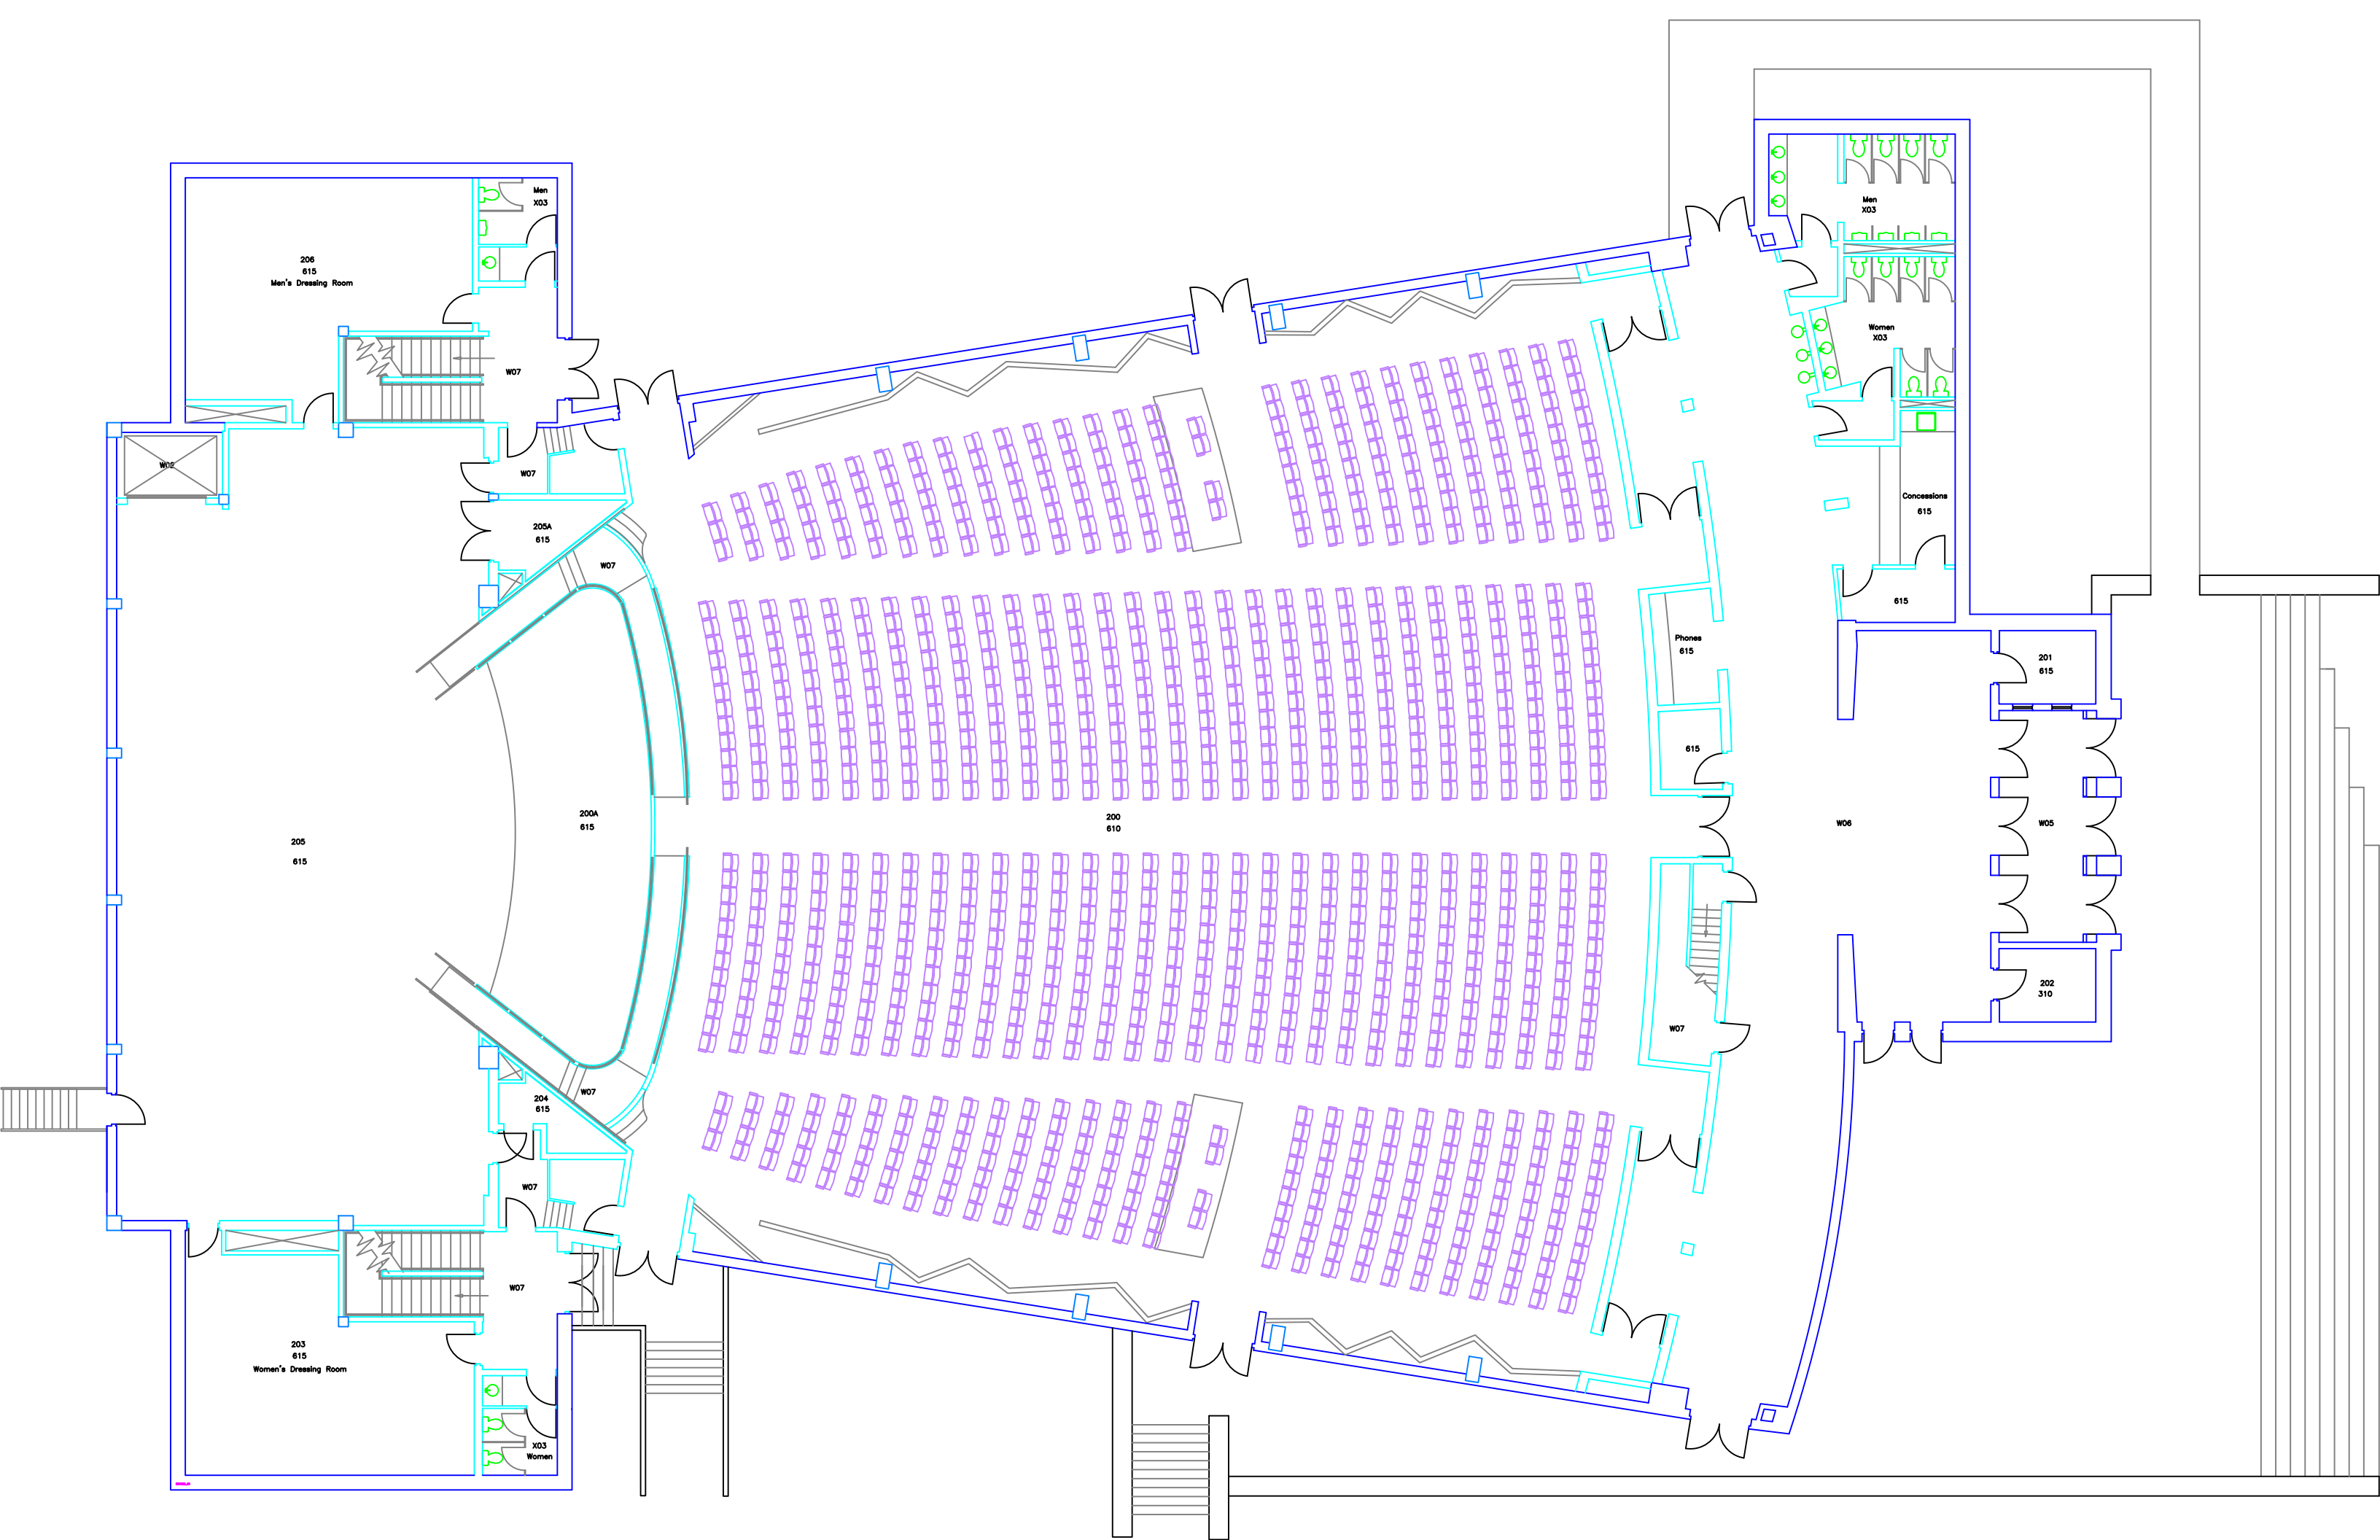 Men
X03
Men
X03
206
615
Men's Dressing Room
Women
X03
W07
W02
W07
Concessions
615
205A
615
W07
615
Phones
615
201
615
615
200A
615
200
610
W06
W05
205
615
202
310
W07
W07
204
615
W07
W07
203
615
Women's Dressing Room
X03
Women